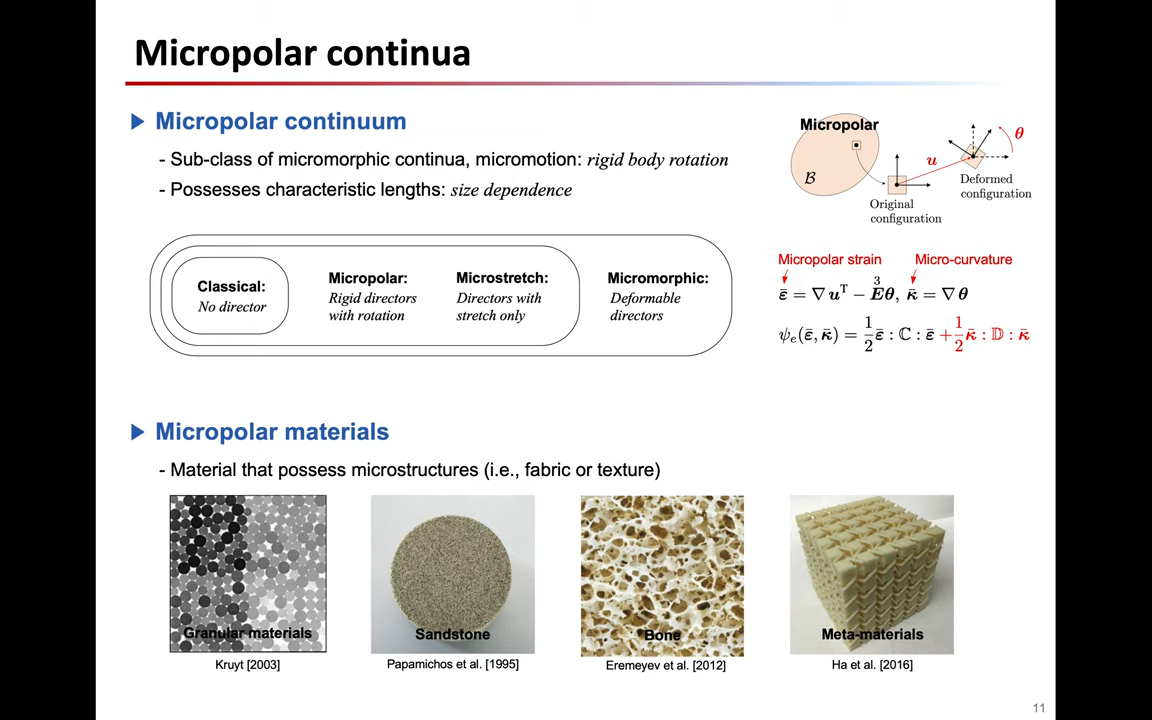 Micropolar continua
Micropolar continuum
- Sub-class of micromorphic continua, micromotion: rigid body rotation
- Possesses characteristic lengths: size dependence
Micropolar
ℬ
u
θ
Original
configuration
Deformed
configuration
Classical:
No director
Micropolar:
Rigid directors
with rotation
Microstretch:
Directors with
stretch only
Micromorphic:
Deformable
directors
Micropolar strain
Micro-curvature
ε̄ = ∇uᵀ − E³θ, κ̄ = ∇θ
ψₑ(ε̄, κ̄) = 1/2 ε̄ : ℂ : ε̄ + 1/2 κ̄ : 𝔻 : κ̄
Micropolar materials
- Material that possess microstructures (i.e., fabric or texture)
Granular materials
Sandstone
Bone
Meta-materials
Kruyt [2003]
Papamichos et al. [1995]
Eremeyev et al. [2012]
Ha et al. [2016]
11